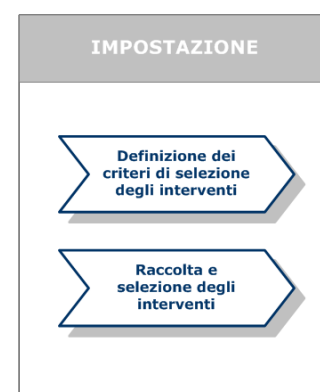 IMPOSTAZIONE
Definizione dei
criteri di selezione
degli interventi
Raccolta e
selezione degli
interventi